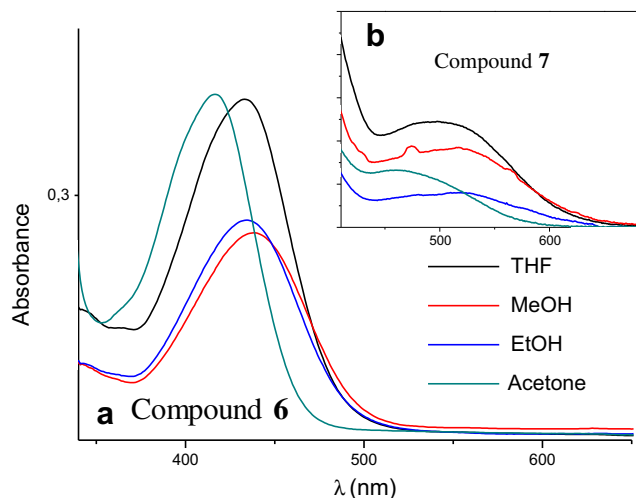 b
Compound 7
0,3
Absorbance
500
600
THF
MeOH
EtOH
Acetone
a Compound 6
400
500
600
λ (nm)